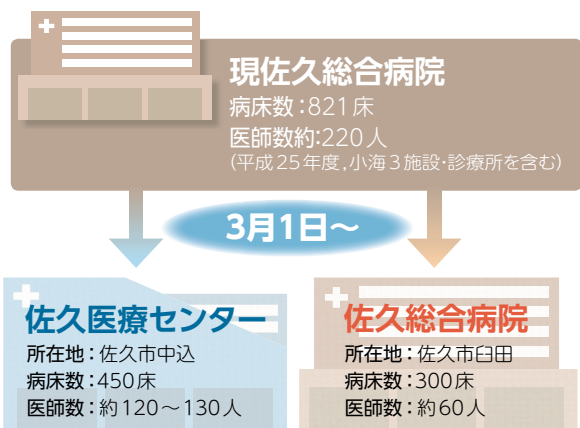 現佐久総合病院
病床数：821床
医師数約:220人
(平成25年度,小海3施設・診療所を含む)
3月1日～
佐久医療センター
所在地：佐久市中込
病床数：450床
医師数：約120～130人
佐久総合病院
所在地：佐久市臼田
病床数：300床
医師数：約60人